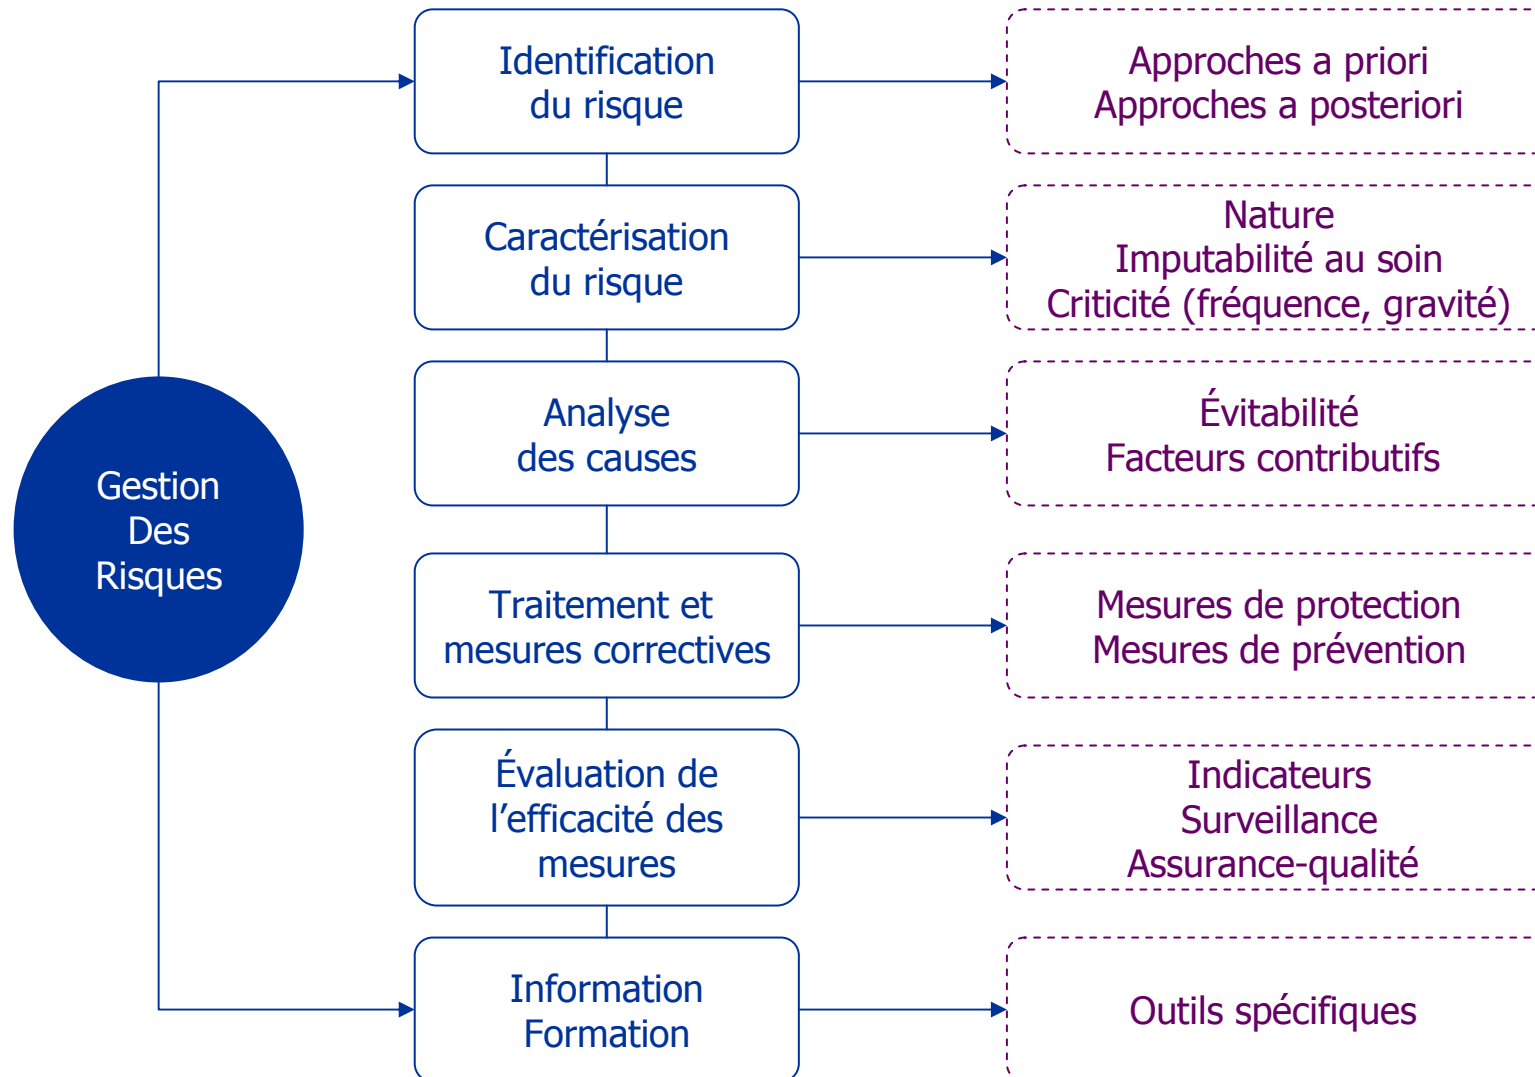 Identification
du risque
Approches a priori
Approches a posteriori
Caractérisation
du risque
Nature
Imputabilité au soin
Criticité (fréquence, gravité)
Analyse
des causes
Évitabilité
Facteurs contributifs
Gestion
Des
Risques
Traitement et
mesures correctives
Mesures de protection
Mesures de prévention
Évaluation de
l’efficacité des
mesures
Indicateurs
Surveillance
Assurance-qualité
Information
Formation
Outils spécifiques